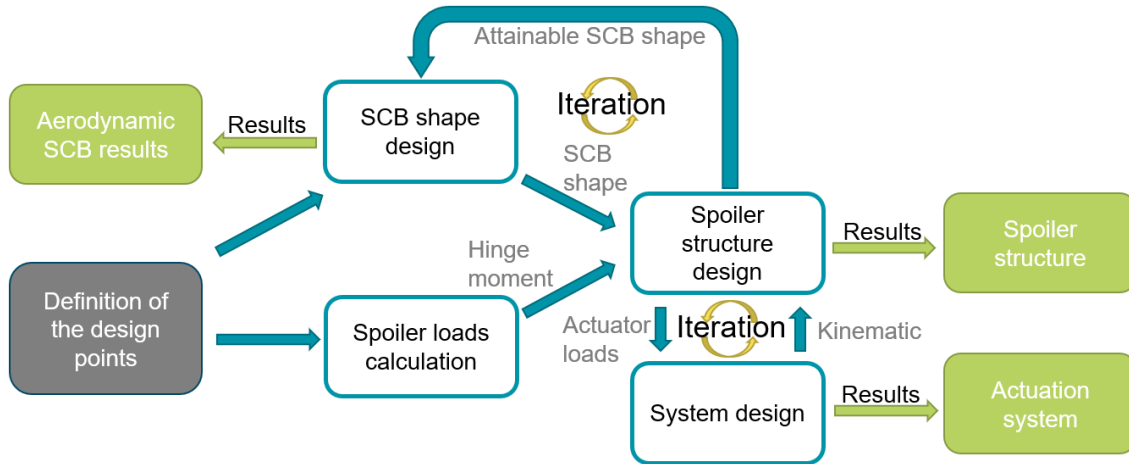 Attainable SCB shape
Aerodynamic
SCB results
Results
SCB shape
design
Iteration
SCB
shape
Definition of
the design
points
Spoiler loads
calculation
Hinge
moment
Spoiler
structure
design
Results
Spoiler
structure
Actuator
loads
Iteration
Kinematic
System design
Results
Actuation
system